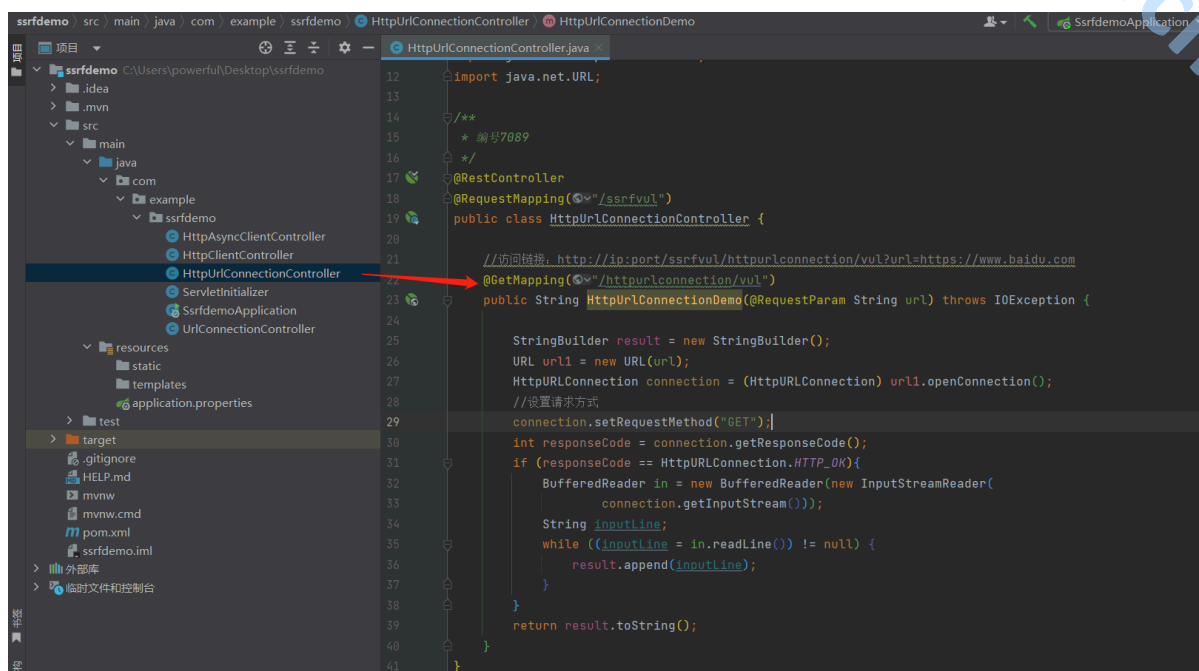 ssrfdemo src main java com example ssrfdemo HttpUrlConnectionController HttpUrlConnectionDemo SsrfdemoApplication
项目
项目 HttpUrlConnectionController.java
ssrfdemo C:\Users\powerful\Desktop\ssrfdemo
.idea
.mvn
src
main
java
com
example
ssrfdemo
HttpAsyncClientController
HttpClientController
HttpUrlConnectionController
ServletInitializer
SsrfdemoApplication
UrlConnectionController
resources
static
templates
application.properties
test
target
.gitignore
HELP.md
mvnw
mvnw.cmd
pom.xml
ssrfdemo.iml
外部库
临时文件和控制台
书签
构
12 import java.net.URL;
13
14 /**
15 * 编号7089
16 */
17 @RestController
18 @RequestMapping("/ssrfvul")
19 public class HttpUrlConnectionController {
20
21 //访问链接：http://ip:port/ssrfvul/httpurlconnection/vul?url=https://www.baidu.com
22 @GetMapping("/httpurlconnection/vul")
23 public String HttpUrlConnectionDemo(@RequestParam String url) throws IOException {
24
25 StringBuilder result = new StringBuilder();
26 URL url1 = new URL(url);
27 HttpURLConnection connection = (HttpURLConnection) url1.openConnection();
28 //设置请求方式
29 connection.setRequestMethod("GET");
30 int responseCode = connection.getResponseCode();
31 if (responseCode == HttpURLConnection.HTTP_OK){
32 BufferedReader in = new BufferedReader(new InputStreamReader(
33 connection.getInputStream()));
34 String inputLine;
35 while ((inputLine = in.readLine()) != null) {
36 result.append(inputLine);
37 }
38 }
39 return result.toString();
40 }
41 }